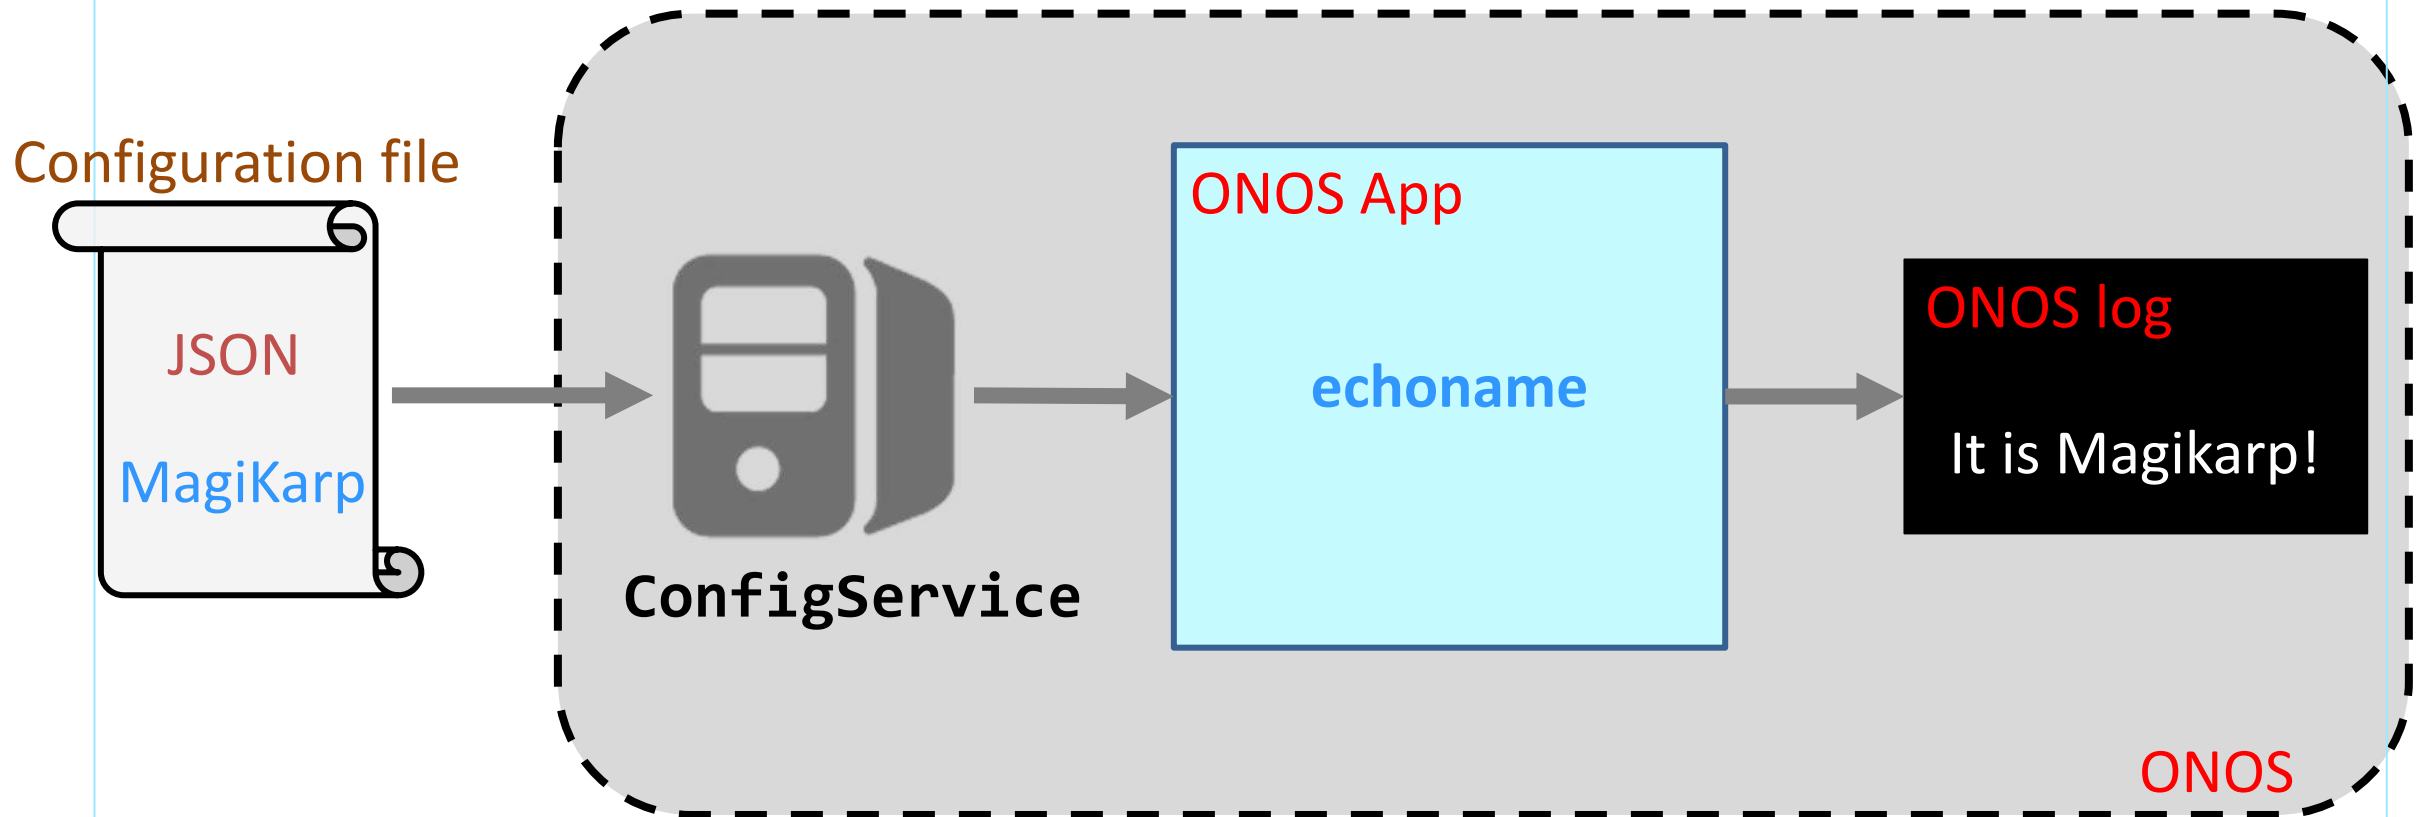 Configuration file
JSON
MagiKarp
ConfigService
ONOS App
echoname
ONOS log
It is Magikarp!
ONOS